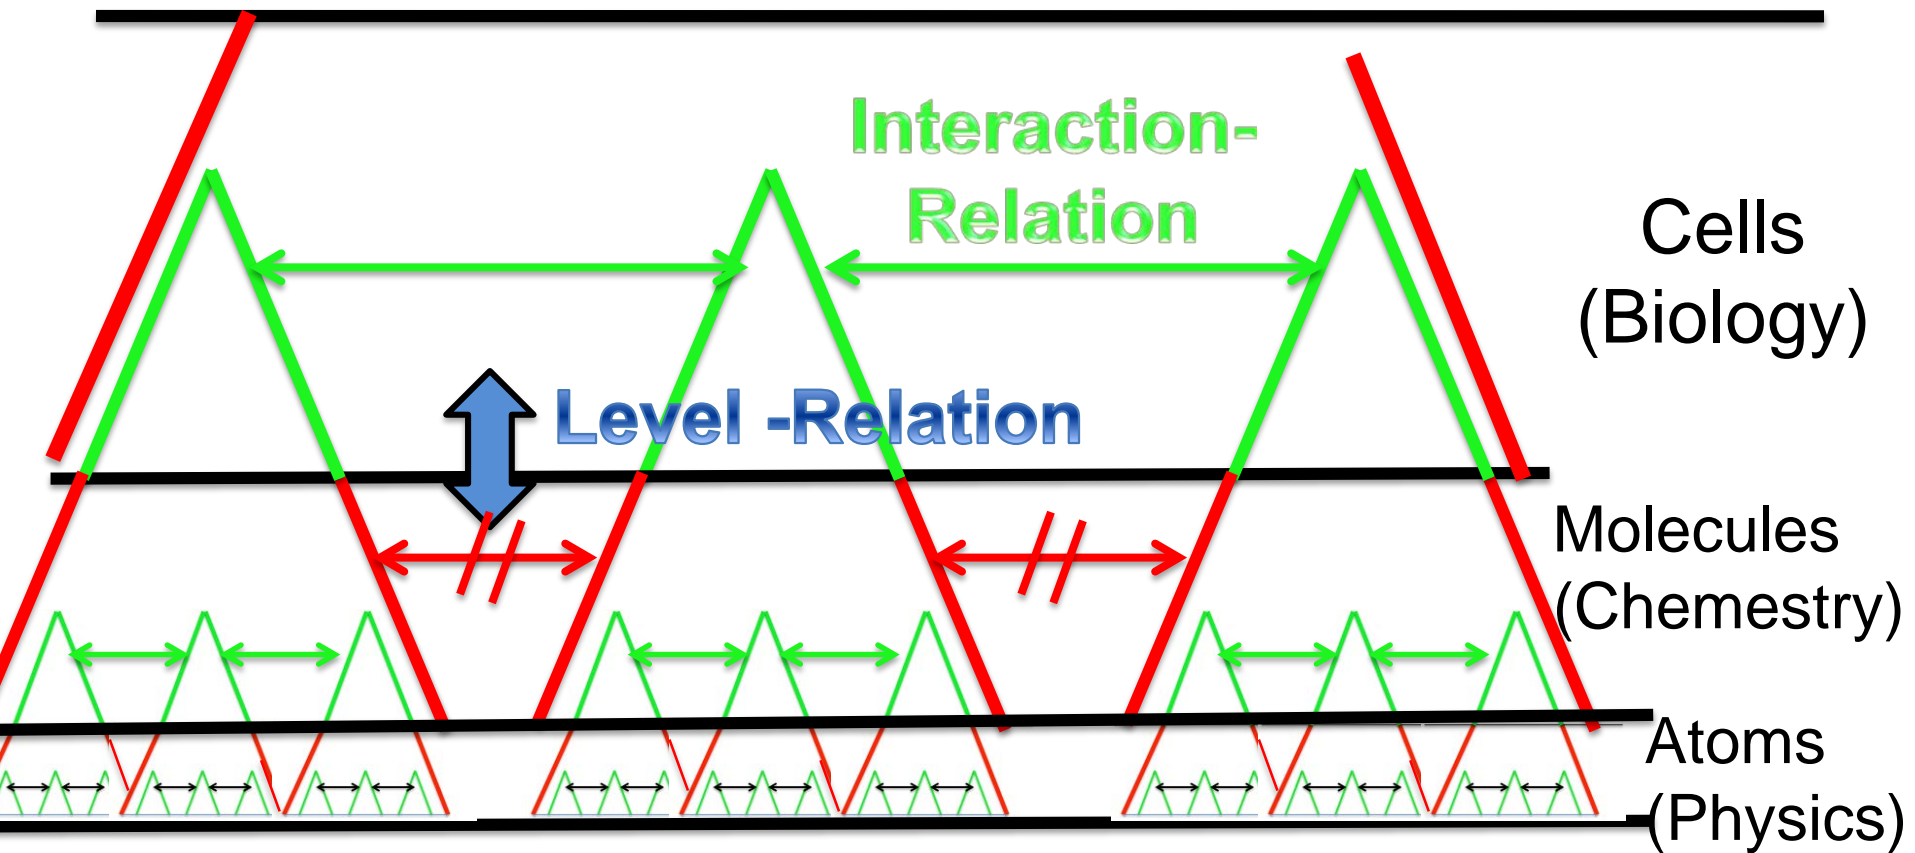 Interaction-
Relation
Cells
(Biology)
Level -Relation
Molecules
(Chemestry)
Atoms
(Physics)